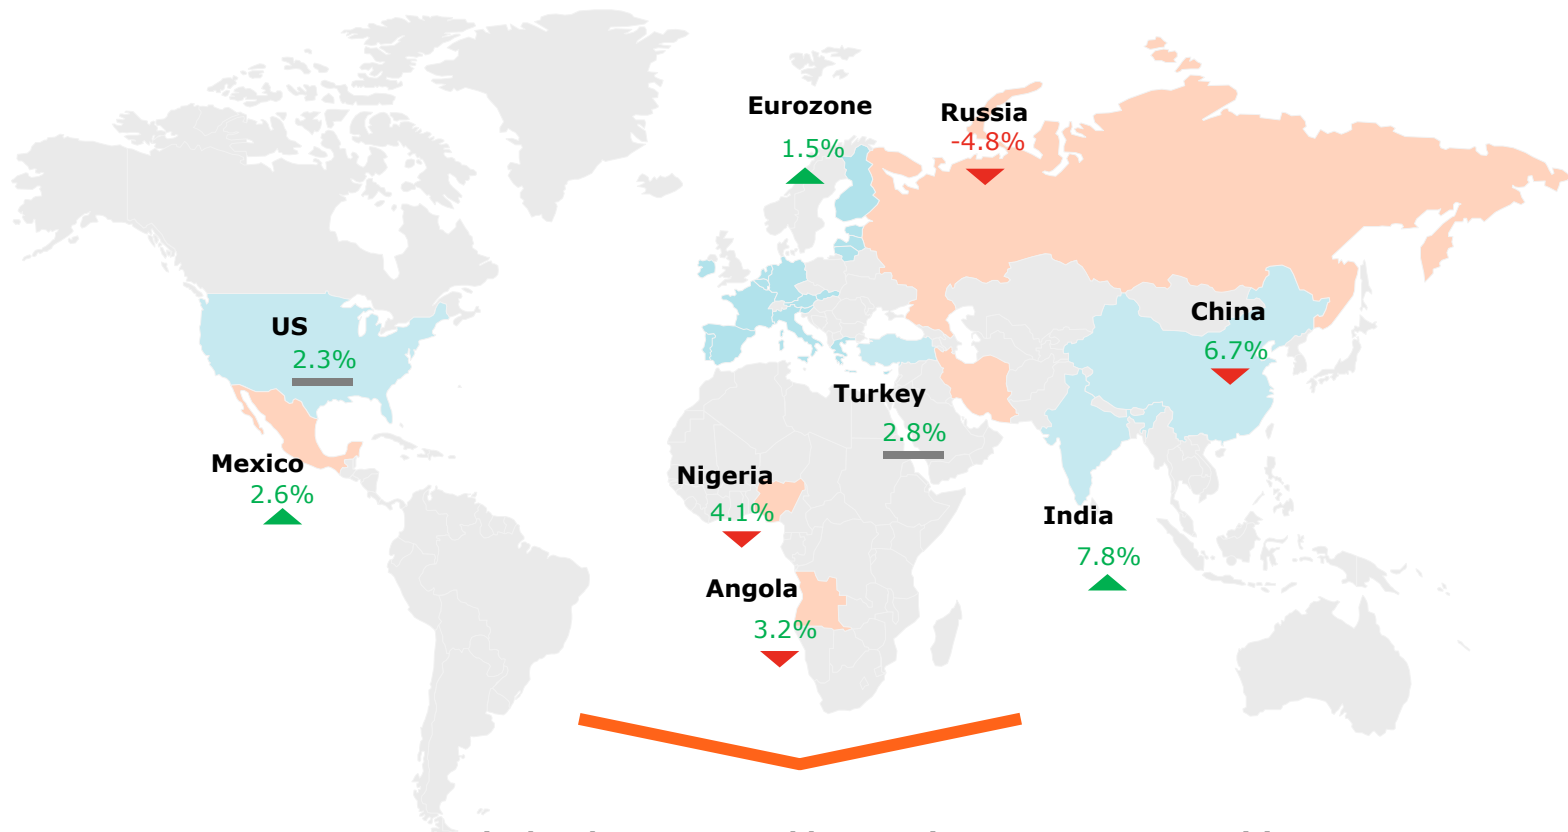 Eurozone
1.5%
Russia
-4.8%
US
2.3%
China
6.7%
Turkey
2.8%
Mexico
2.6%
Nigeria
4.1%
India
7.8%
Angola
3.2%